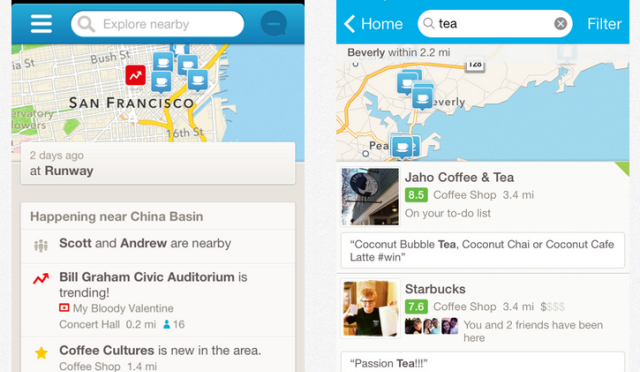 Explore nearby
ia St
Bush St
SAN FRANCISCO
ervatory
lowers
16th St
2 days ago
at Runway
Happening near China Basin
Scott and Andrew are nearby
Bill Graham Civic Auditorium is
trending!
My Bloody Valentine
Concert Hall 0.2 mi 16
Coffee Cultures is new in the area.
Coffee Shop 1.4 mi
Home
tea
Filter
Beverly within 2.2 mi
128
everly
Pea
Jaho Coffee & Tea
8.5 Coffee Shop 3.4 mi
On your to-do list
“Coconut Bubble Tea, Coconut Chai or Coconut Cafe
Latte #win”
Starbucks
7.6 Coffee Shop 3.4 mi $$$$
You and 2 friends have been
here
“Passion Tea!!!”